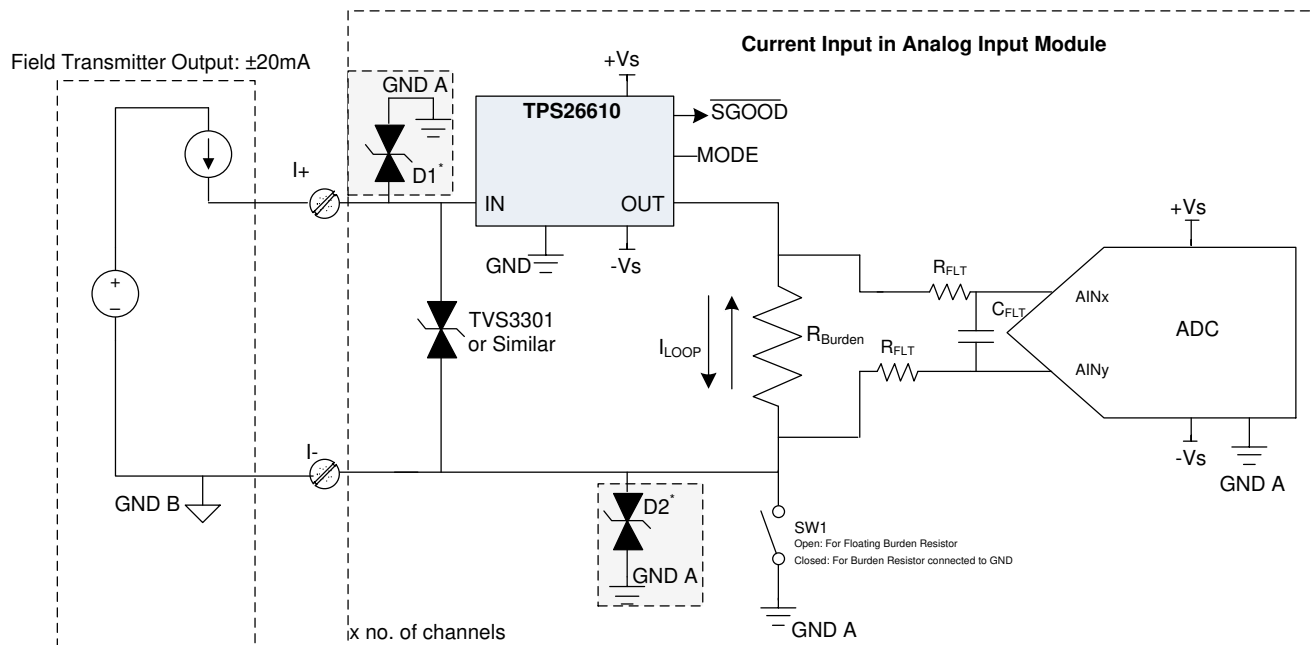 Current Input in Analog Input Module
Field Transmitter Output: ±20mA
+Vs
GND A
TPS26610
SGOOD
MODE
D1*
I+
IN
OUT
+Vs
GND
-Vs
RFLT
AINx
CFLT
+
–
TVS3301
or Similar
ILOOP
RBurden
ADC
RFLT
AINy
I-
-Vs
GND A
GND B
D2*
SW1
Open: For Floating Burden Resistor
Closed: For Burden Resistor connected to GND
GND A
GND A
x no. of channels